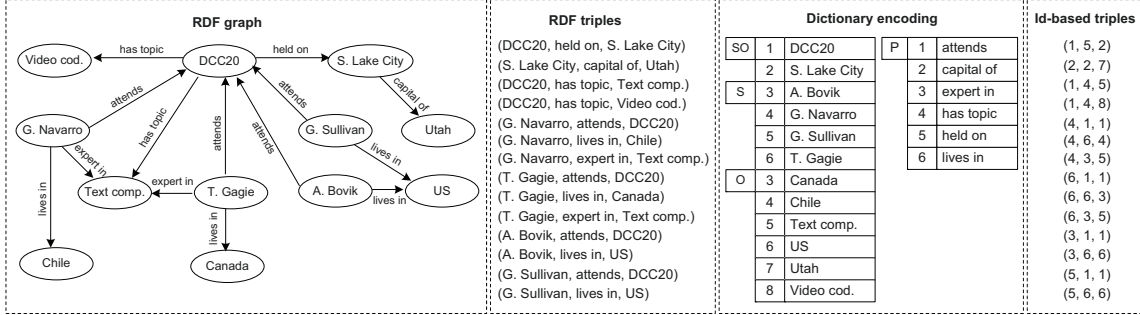 RDF graph
Video cod.
has topic
DCC20
held on
S. Lake City
attends
has topic
attends
attends
attends
capital of
G. Navarro
G. Sullivan
Utah
expert in
lives in
Text comp.
expert in
T. Gagie
A. Bovik
lives in
US
lives in
lives in
Chile
Canada
RDF triples
(DCC20, held on, S. Lake City)
(S. Lake City, capital of, Utah)
(DCC20, has topic, Text comp.)
(DCC20, has topic, Video cod.)
(G. Navarro, attends, DCC20)
(G. Navarro, lives in, Chile)
(G. Navarro, expert in, Text comp.)
(T. Gagie, attends, DCC20)
(T. Gagie, lives in, Canada)
(T. Gagie, expert in, Text comp.)
(A. Bovik, attends, DCC20)
(A. Bovik, lives in, US)
(G. Sullivan, attends, DCC20)
(G. Sullivan, lives in, US)
Dictionary encoding
SO 1 DCC20
2 S. Lake City
S 3 A. Bovik
4 G. Navarro
5 G. Sullivan
6 T. Gagie
O 3 Canada
4 Chile
5 Text comp.
6 US
7 Utah
8 Video cod.
P 1 attends
2 capital of
3 expert in
4 has topic
5 held on
6 lives in
Id-based triples
(1, 5, 2)
(2, 2, 7)
(1, 4, 5)
(1, 4, 8)
(4, 1, 1)
(4, 6, 4)
(4, 3, 5)
(6, 1, 1)
(6, 6, 3)
(6, 3, 5)
(3, 1, 1)
(3, 6, 6)
(5, 1, 1)
(5, 6, 6)